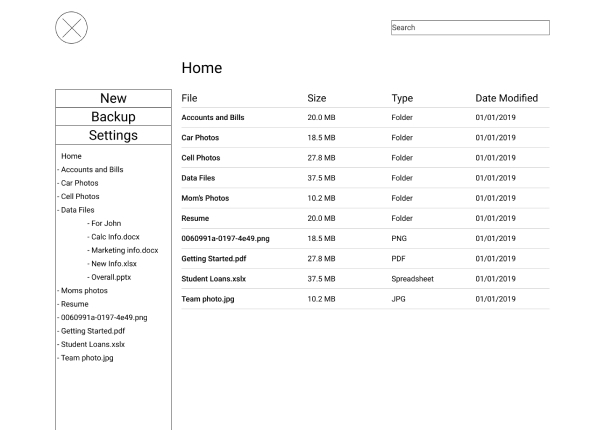 Search
Home
New
Backup
Settings
Home
- Accounts and Bills
- Car Photos
- Cell Photos
- Data Files
- For John
- Calc Info.docx
- Marketing info.docx
- New Info.xlsx
- Overall.pptx
- Moms photos
- Resume
- 0060991a-0197-4e49.png
- Getting Started.pdf
- Student Loans.xslx
- Team photo.jpg
File Size Type Date Modified
Accounts and Bills 20.0 MB Folder 01/01/2019
Car Photos 18.5 MB Folder 01/01/2019
Cell Photos 27.8 MB Folder 01/01/2019
Data Files 37.5 MB Folder 01/01/2019
Mom's Photos 10.2 MB Folder 01/01/2019
Resume 20.0 MB Folder 01/01/2019
0060991a-0197-4e49.png 18.5 MB PNG 01/01/2019
Getting Started.pdf 27.8 MB PDF 01/01/2019
Student Loans.xslx 37.5 MB Spreadsheet 01/01/2019
Team photo.jpg 10.2 MB JPG 01/01/2019